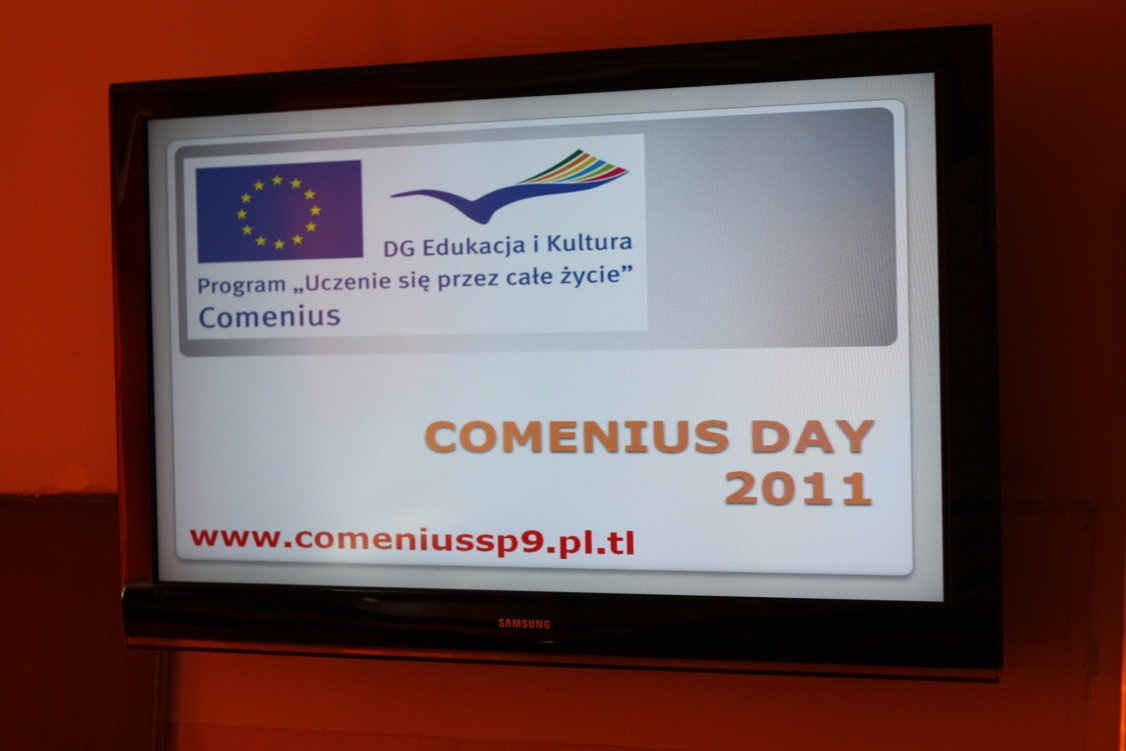 DG Edukacja i Kultura
Program „Uczenie się przez całe życie”
Comenius
COMENIUS DAY
2011
www.comeniussp9.pl.tl
SAMSUNG